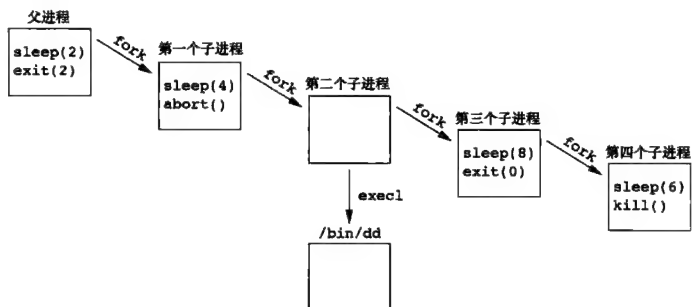 父进程
sleep(2)
exit(2)
fork
第一个子进程
sleep(4)
abort()
fork
第二个子进程
fork
第三个子进程
sleep(8)
exit(0)
fork
第四个子进程
sleep(6)
kill()
execl
/bin/dd